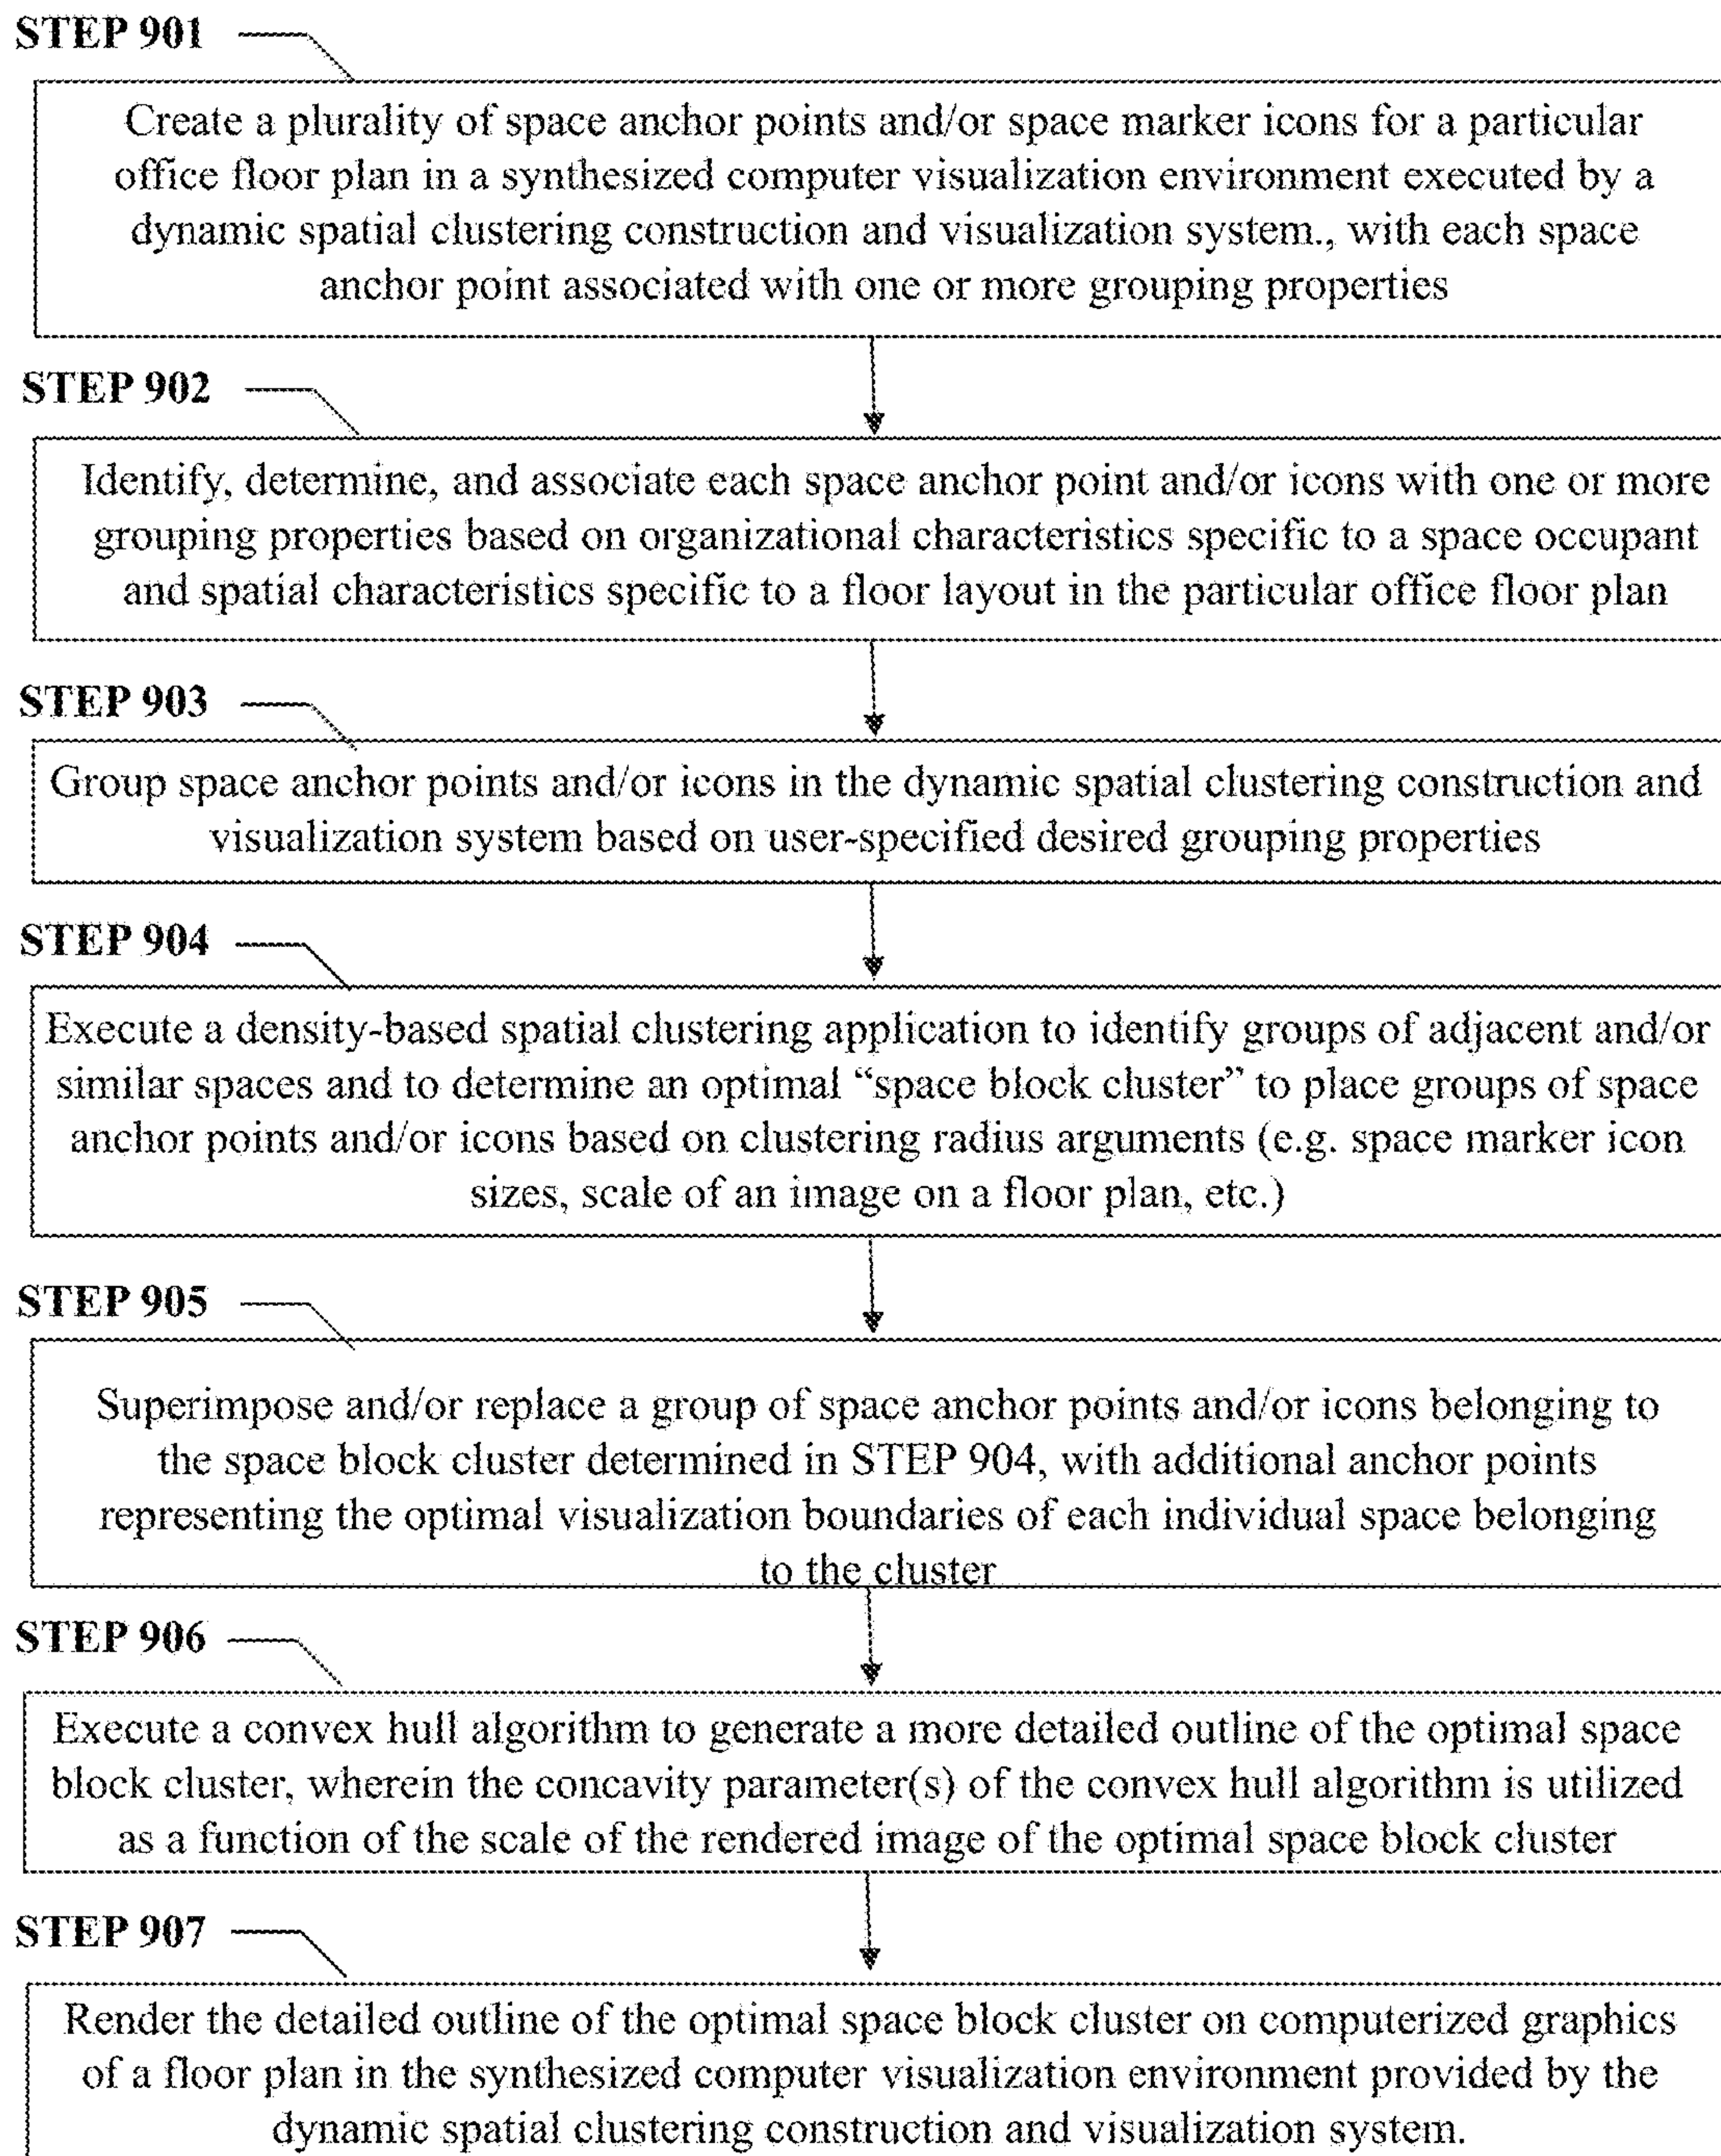 STEP 901
Create a plurality of space anchor points and/or space marker icons for a particular
office floor plan in a synthesized computer visualization environment executed by a
dynamic spatial clustering construction and visualization system., with each space
anchor point associated with one or more grouping properties
STEP 902
Identify, determine, and associate each space anchor point and/or icons with one or more
grouping properties based on organizational characteristics specific to a space occupant
and spatial characteristics specific to a floor layout in the particular office floor plan
STEP 903
Group space anchor points and/or icons in the dynamic spatial clustering construction and
visualization system based on user-specified desired grouping properties
STEP 904
Execute a density-based spatial clustering application to identify groups of adjacent and/or
similar spaces and to determine an optimal “space block cluster” to place groups of space
anchor points and/or icons based on clustering radius arguments (e.g. space marker icon
sizes, scale of an image on a floor plan, etc.)
STEP 905
Superimpose and/or replace a group of space anchor points and/or icons belonging to
the space block cluster determined in STEP 904, with additional anchor points
representing the optimal visualization boundaries of each individual space belonging
to the cluster
STEP 906
Execute a convex hull algorithm to generate a more detailed outline of the optimal space
block cluster, wherein the concavity parameter(s) of the convex hull algorithm is utilized
as a function of the scale of the rendered image of the optimal space block cluster
STEP 907
Render the detailed outline of the optimal space block cluster on computerized graphics
of a floor plan in the synthesized computer visualization environment provided by the
dynamic spatial clustering construction and visualization system.